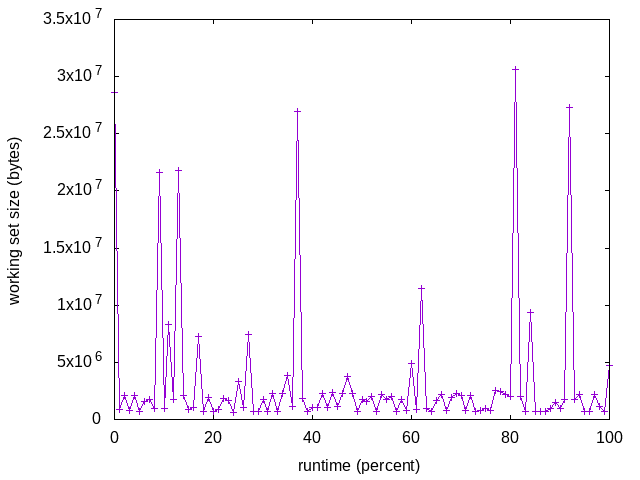 3.5x10^7
3x10^7
2.5x10^7
2x10^7
1.5x10^7
1x10^7
5x10^6
0
working set size (bytes)
0 20 40 60 80 100
runtime (percent)